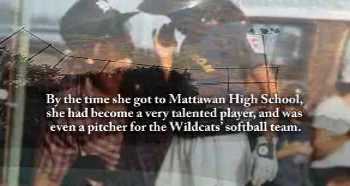 By the time she got to Mattawan High School,
she had become a very talented player, and was
even a pitcher for the Wildcats' softball team.